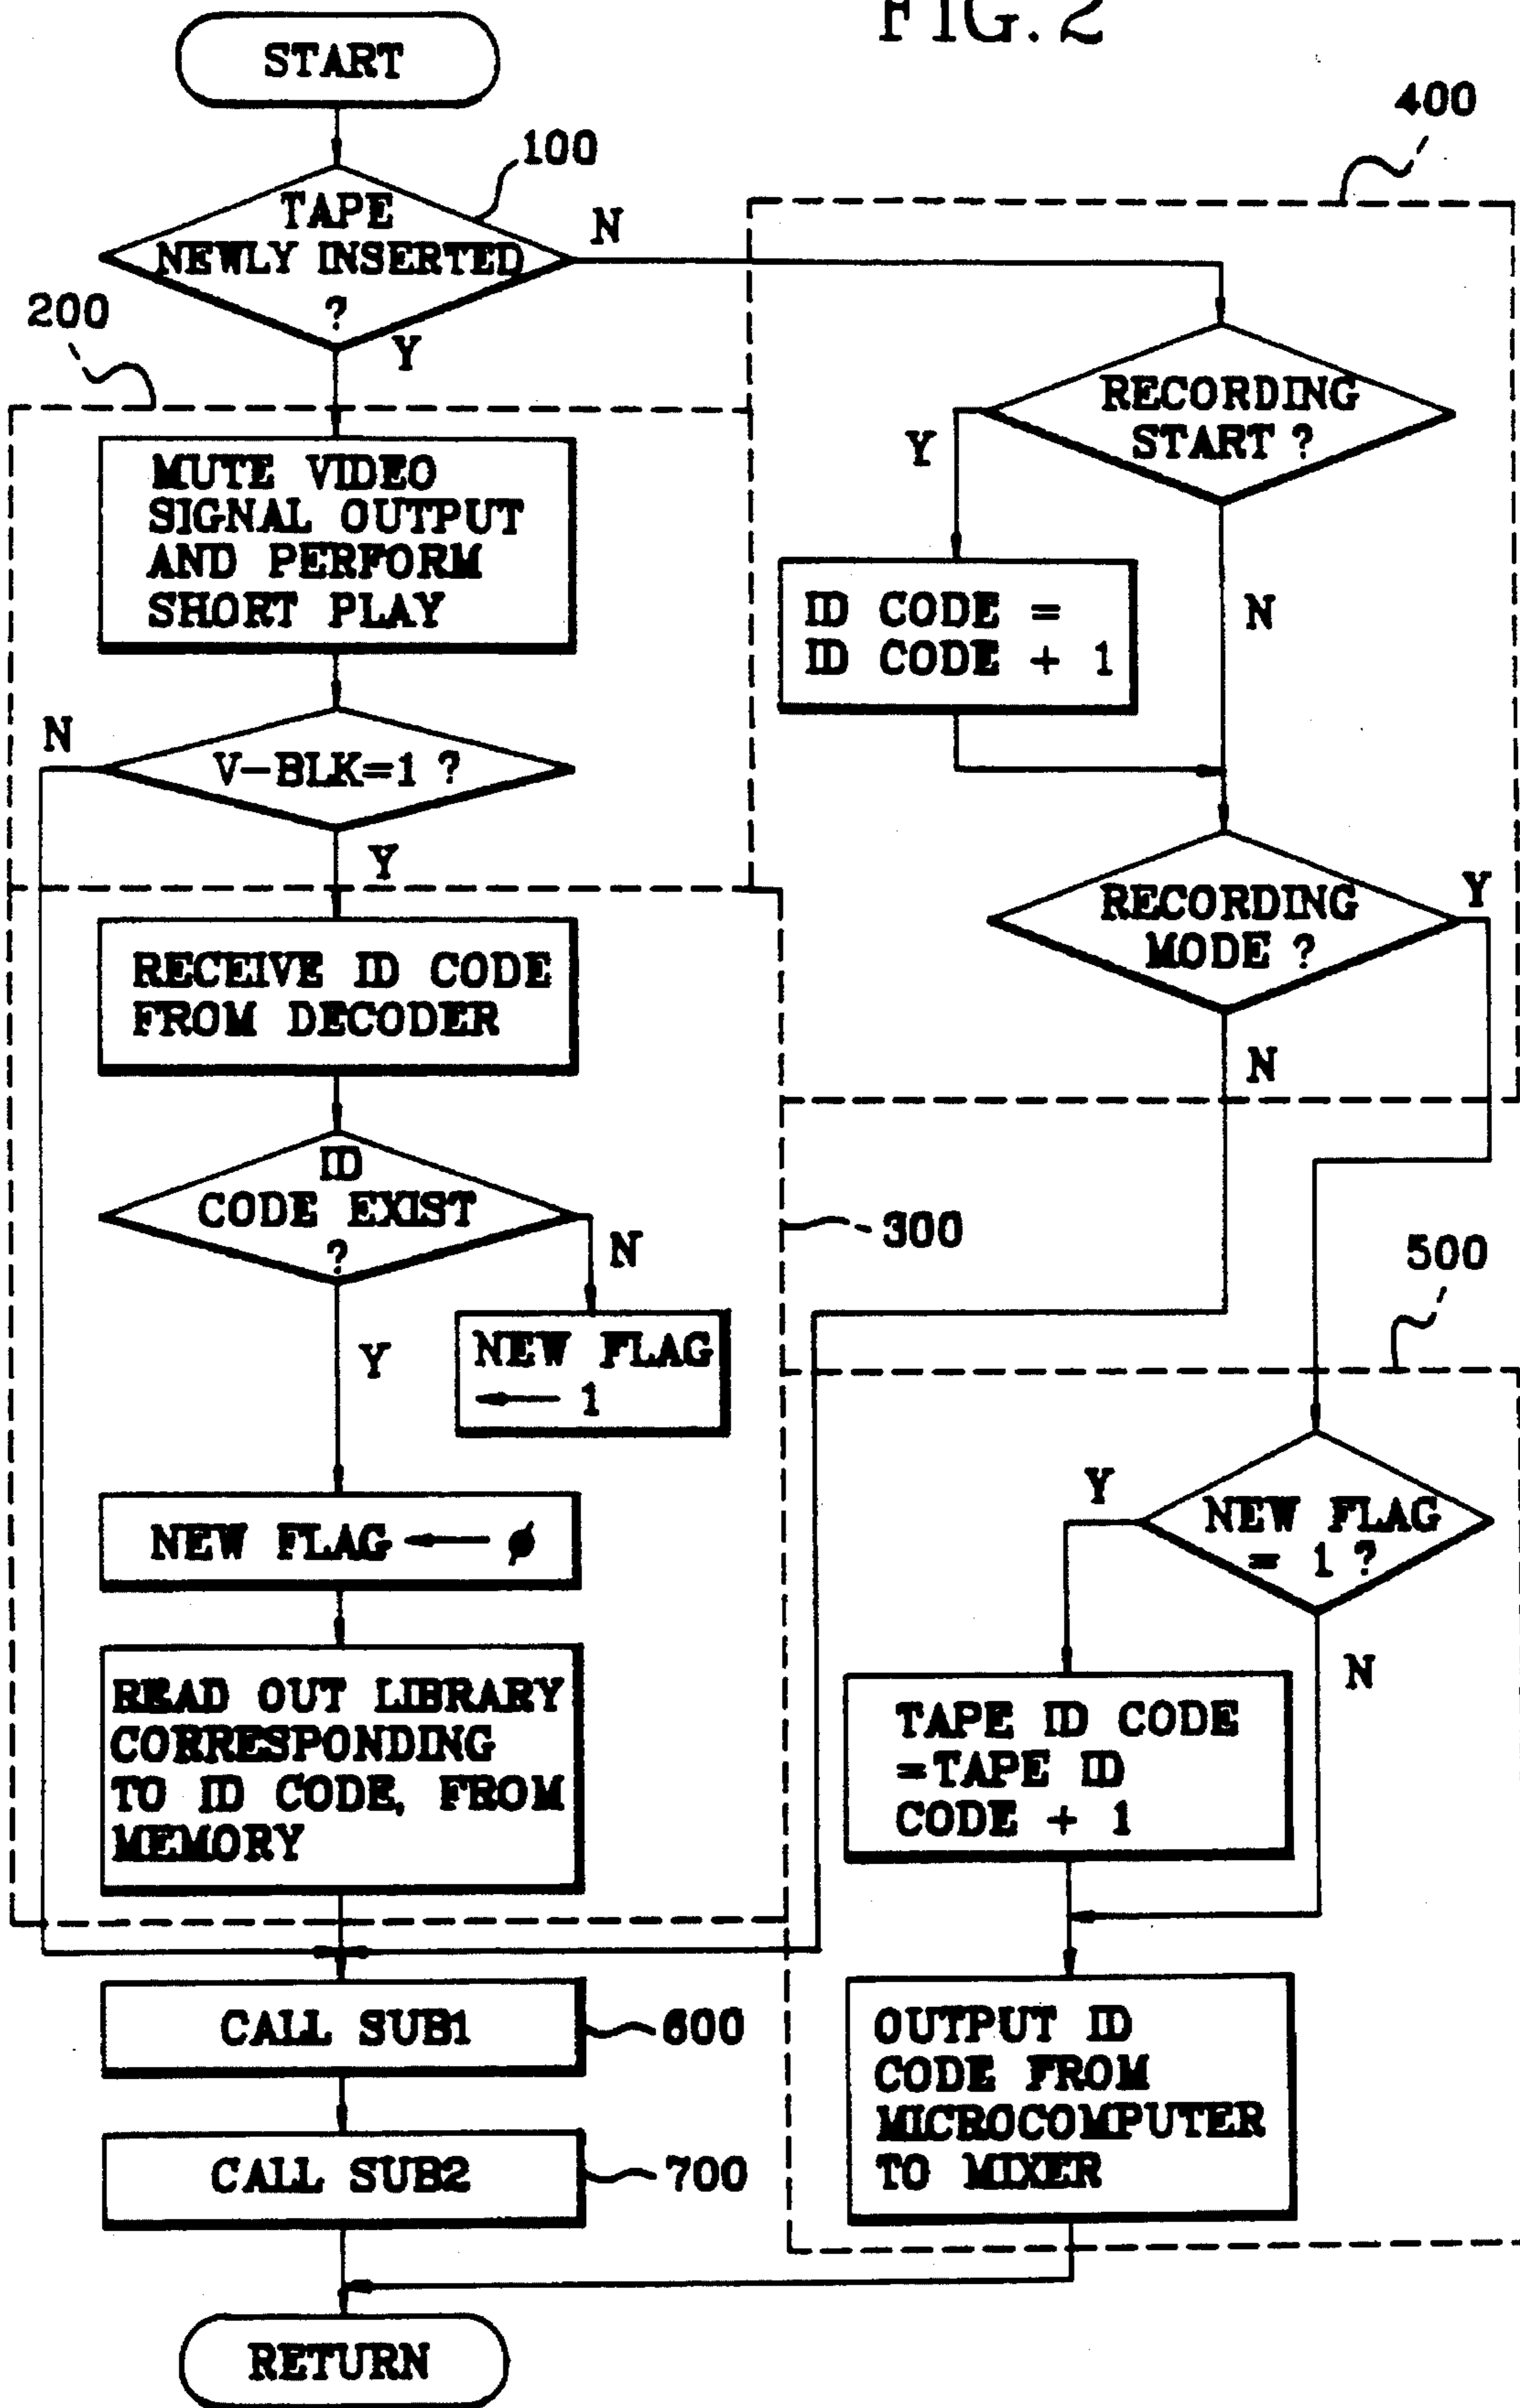 FIG. 2
START
100
TAPE
NEWLY INSERTED
?
N
Y
200
400
MUTE VIDEO
SIGNAL OUTPUT
AND PERFORM
SHORT PLAY
V-BLK=1 ?
N
Y
RECEIVE ID CODE
FROM DECODER
ID
CODE EXIST
?
N
Y
300
NEW FLAG
← 1
NEW FLAG ← ϕ
READ OUT LIBRARY
CORRESPONDING
TO ID CODE, FROM
MEMORY
RECORDING
START ?
Y
N
ID CODE =
ID CODE + 1
RECORDING
MODE ?
Y
N
500
NEW FLAG
= 1 ?
Y
N
TAPE ID CODE
=TAPE ID
CODE + 1
OUTPUT ID
CODE FROM
MICROCOMPUTER
TO MIXER
CALL SUB1
600
CALL SUB2
700
RETURN